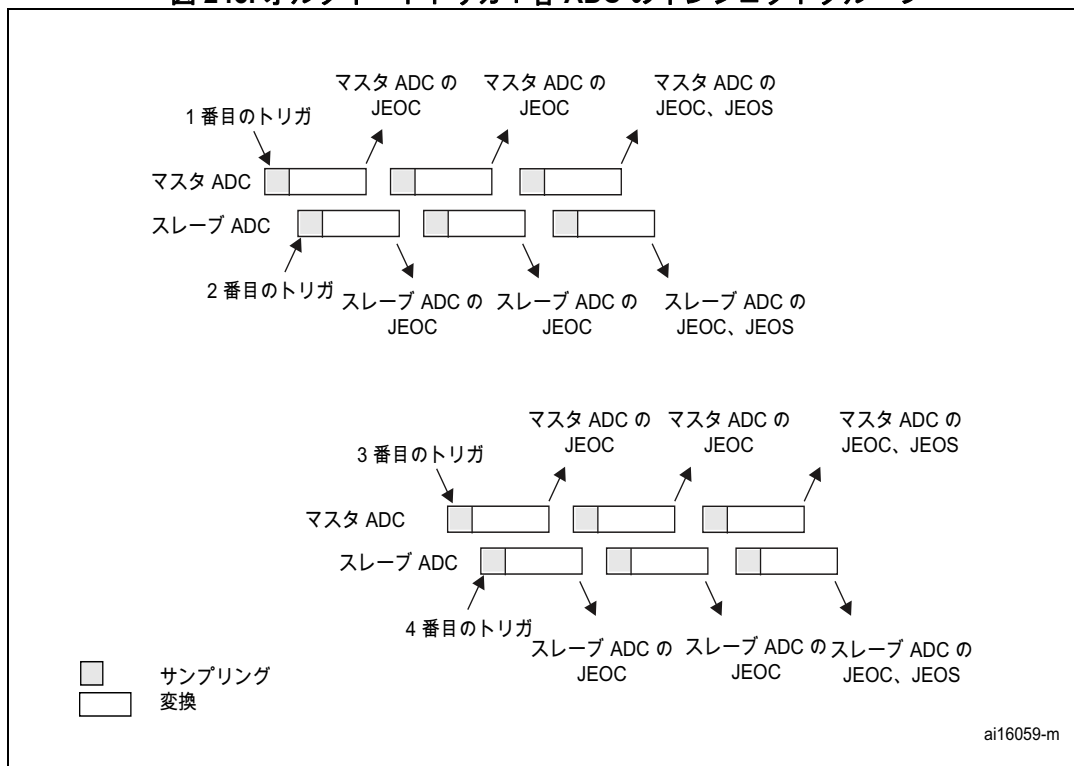 マスタ ADC の
JEOC
マスタ ADC の
JEOC
マスタ ADC の
JEOC、JEOS
1 番目のトリガ
マスタ ADC
スレーブ ADC
2 番目のトリガ
スレーブ ADC の
JEOC
スレーブ ADC の
JEOC
スレーブ ADC の
JEOC、JEOS
マスタ ADC の
JEOC
マスタ ADC の
JEOC
マスタ ADC の
JEOC、JEOS
3 番目のトリガ
マスタ ADC
スレーブ ADC
4 番目のトリガ
スレーブ ADC の
JEOC
スレーブ ADC の
JEOC
スレーブ ADC の
JEOC、JEOS
サンプリング
変換
ai16059-m